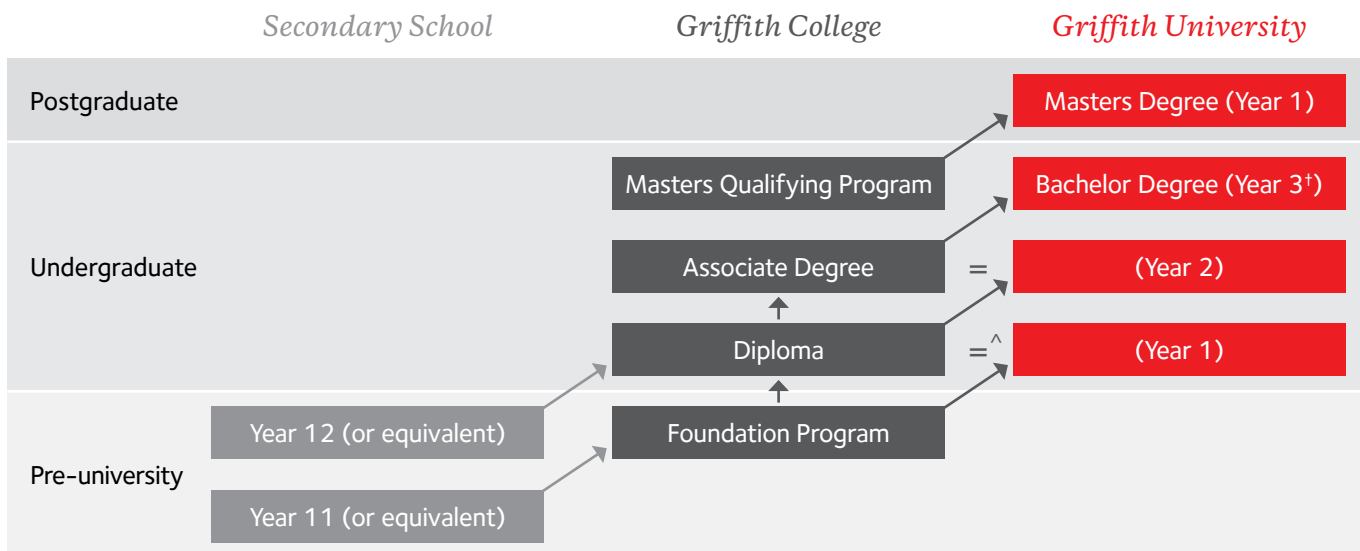 Secondary School Griffith College Griffith University
Postgraduate Masters Degree (Year 1)
Masters Qualifying Program Bachelor Degree (Year 3†)
Undergraduate Associate Degree = (Year 2)
Diploma =^ (Year 1)
Year 12 (or equivalent) Foundation Program
Pre-university
Year 11 (or equivalent)